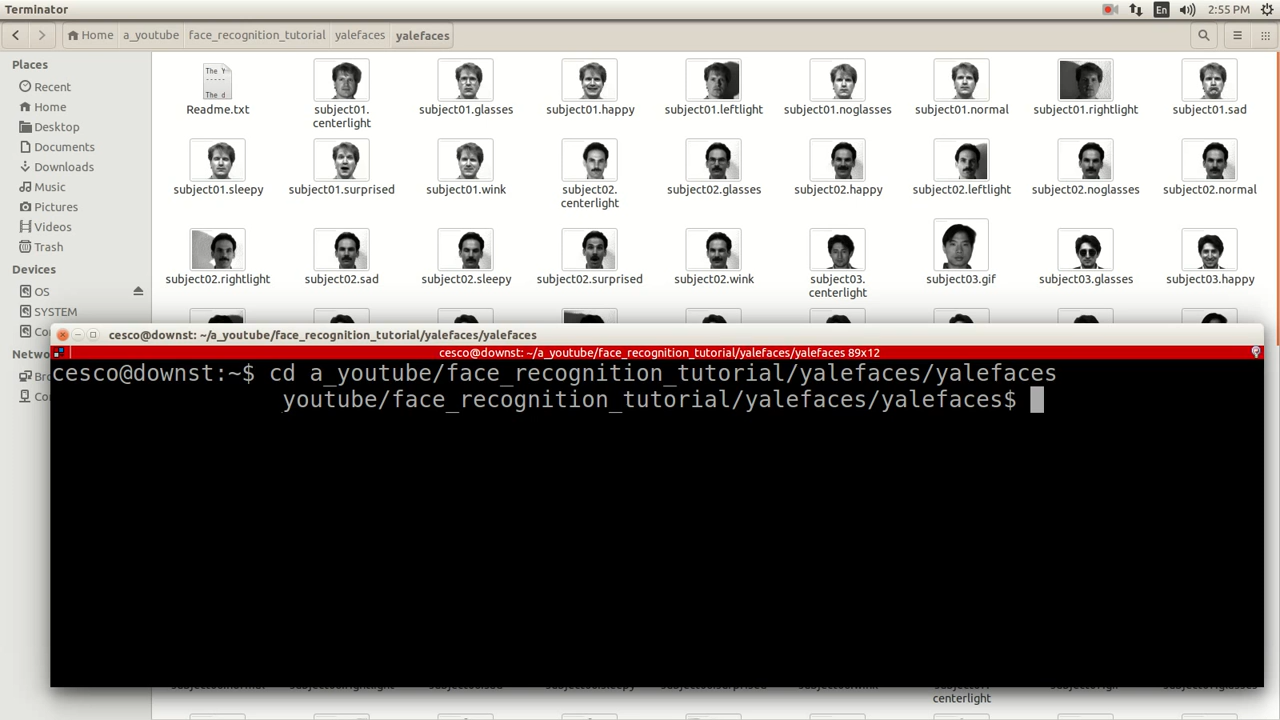 Terminator
En
2:55 PM
Home
a_youtube
face_recognition_tutorial
yalefaces
yalefaces
Places
Recent
Home
Desktop
Documents
Downloads
Music
Pictures
Videos
Trash
Devices
OS
SYSTEM
Readme.txt
subject01.
centerlight
subject01.glasses
subject01.happy
subject01.leftlight
subject01.noglasses
subject01.normal
subject01.rightlight
subject01.sad
subject01.sleepy
subject01.surprised
subject01.wink
subject02.
centerlight
subject02.glasses
subject02.happy
subject02.leftlight
subject02.noglasses
subject02.normal
subject02.rightlight
subject02.sad
subject02.sleepy
subject02.surprised
subject02.wink
subject03.
centerlight
subject03.gif
subject03.glasses
subject03.happy
cesco@downst: ~/a_youtube/face_recognition_tutorial/yalefaces/yalefaces
cesco@downst: ~/a_youtube/face_recognition_tutorial/yalefaces/yalefaces 89x12
cesco@downst:~$ cd a_youtube/face_recognition_tutorial/yalefaces/yalefaces
youtube/face_recognition_tutorial/yalefaces/yalefaces$
centerlight